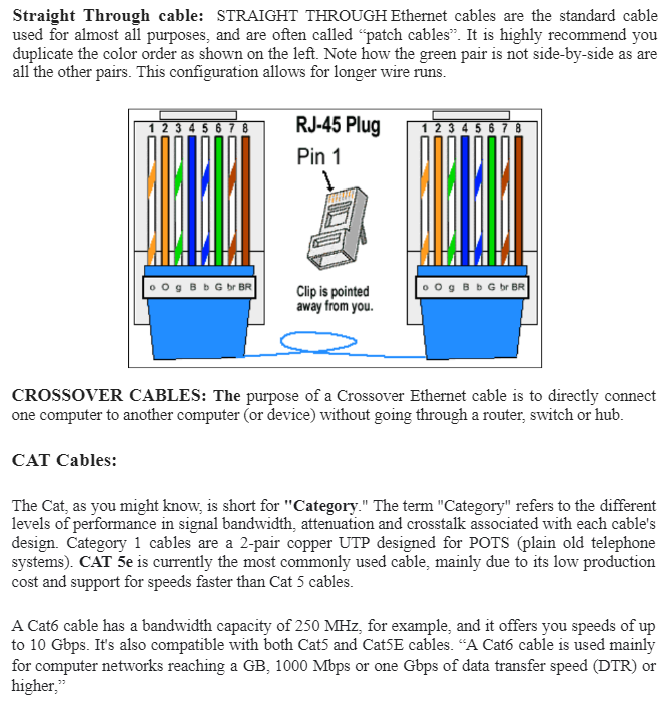 Straight Through cable: STRAIGHT THROUGH Ethernet cables are the standard cable
used for almost all purposes, and are often called “patch cables”. It is highly recommend you
duplicate the color order as shown on the left. Note how the green pair is not side-by-side as are
all the other pairs. This configuration allows for longer wire runs.
1 2 3 4 5 6 7 8
o O g B b G br BR
RJ-45 Plug
Pin 1
Clip is pointed
away from you.
1 2 3 4 5 6 7 8
o O g B b G br BR
CROSSOVER CABLES: The purpose of a Crossover Ethernet cable is to directly connect
one computer to another computer (or device) without going through a router, switch or hub.
CAT Cables:
The Cat, as you might know, is short for "Category." The term "Category" refers to the different
levels of performance in signal bandwidth, attenuation and crosstalk associated with each cable's
design. Category 1 cables are a 2-pair copper UTP designed for POTS (plain old telephone
systems). CAT 5e is currently the most commonly used cable, mainly due to its low production
cost and support for speeds faster than Cat 5 cables.
A Cat6 cable has a bandwidth capacity of 250 MHz, for example, and it offers you speeds of up
to 10 Gbps. It's also compatible with both Cat5 and Cat5E cables. “A Cat6 cable is used mainly
for computer networks reaching a GB, 1000 Mbps or one Gbps of data transfer speed (DTR) or
higher,”